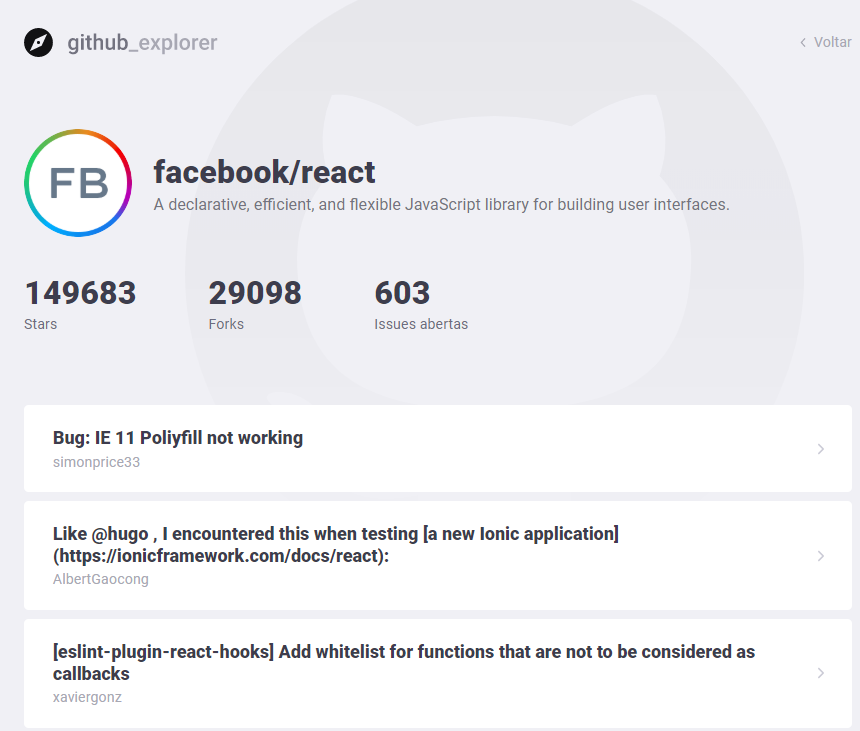 github_explorer
Voltar
FB
facebook/react
A declarative, efficient, and flexible JavaScript library for building user interfaces.
149683
29098
603
Stars
Forks
Issues abertas
Bug: IE 11 Poliyfill not working
simonprice33
Like @hugo , I encountered this when testing [a new Ionic application]
(https://ionicframework.com/docs/react):
AlbertGaocong
[eslint-plugin-react-hooks] Add whitelist for functions that are not to be considered as
callbacks
xaviergonz